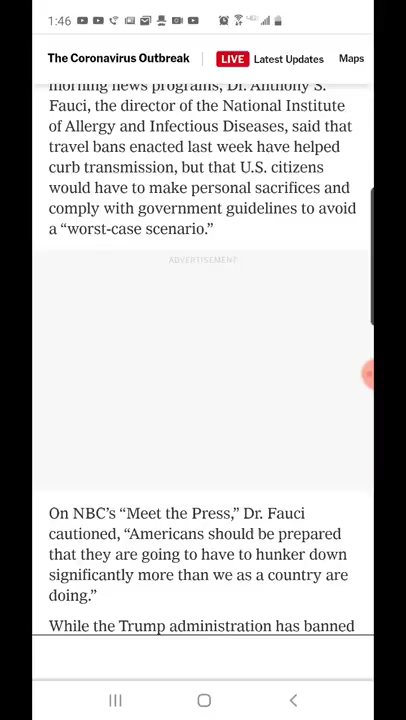 1:46
The Coronavirus Outbreak LIVE Latest Updates Maps
morning news programs, Dr. Anthony S.
Fauci, the director of the National Institute
of Allergy and Infectious Diseases, said that
travel bans enacted last week have helped
curb transmission, but that U.S. citizens
would have to make personal sacrifices and
comply with government guidelines to avoid
a “worst-case scenario.”
ADVERTISEMENT
On NBC’s “Meet the Press,” Dr. Fauci
cautioned, “Americans should be prepared
that they are going to have to hunker down
significantly more than we as a country are
doing.”
While the Trump administration has banned